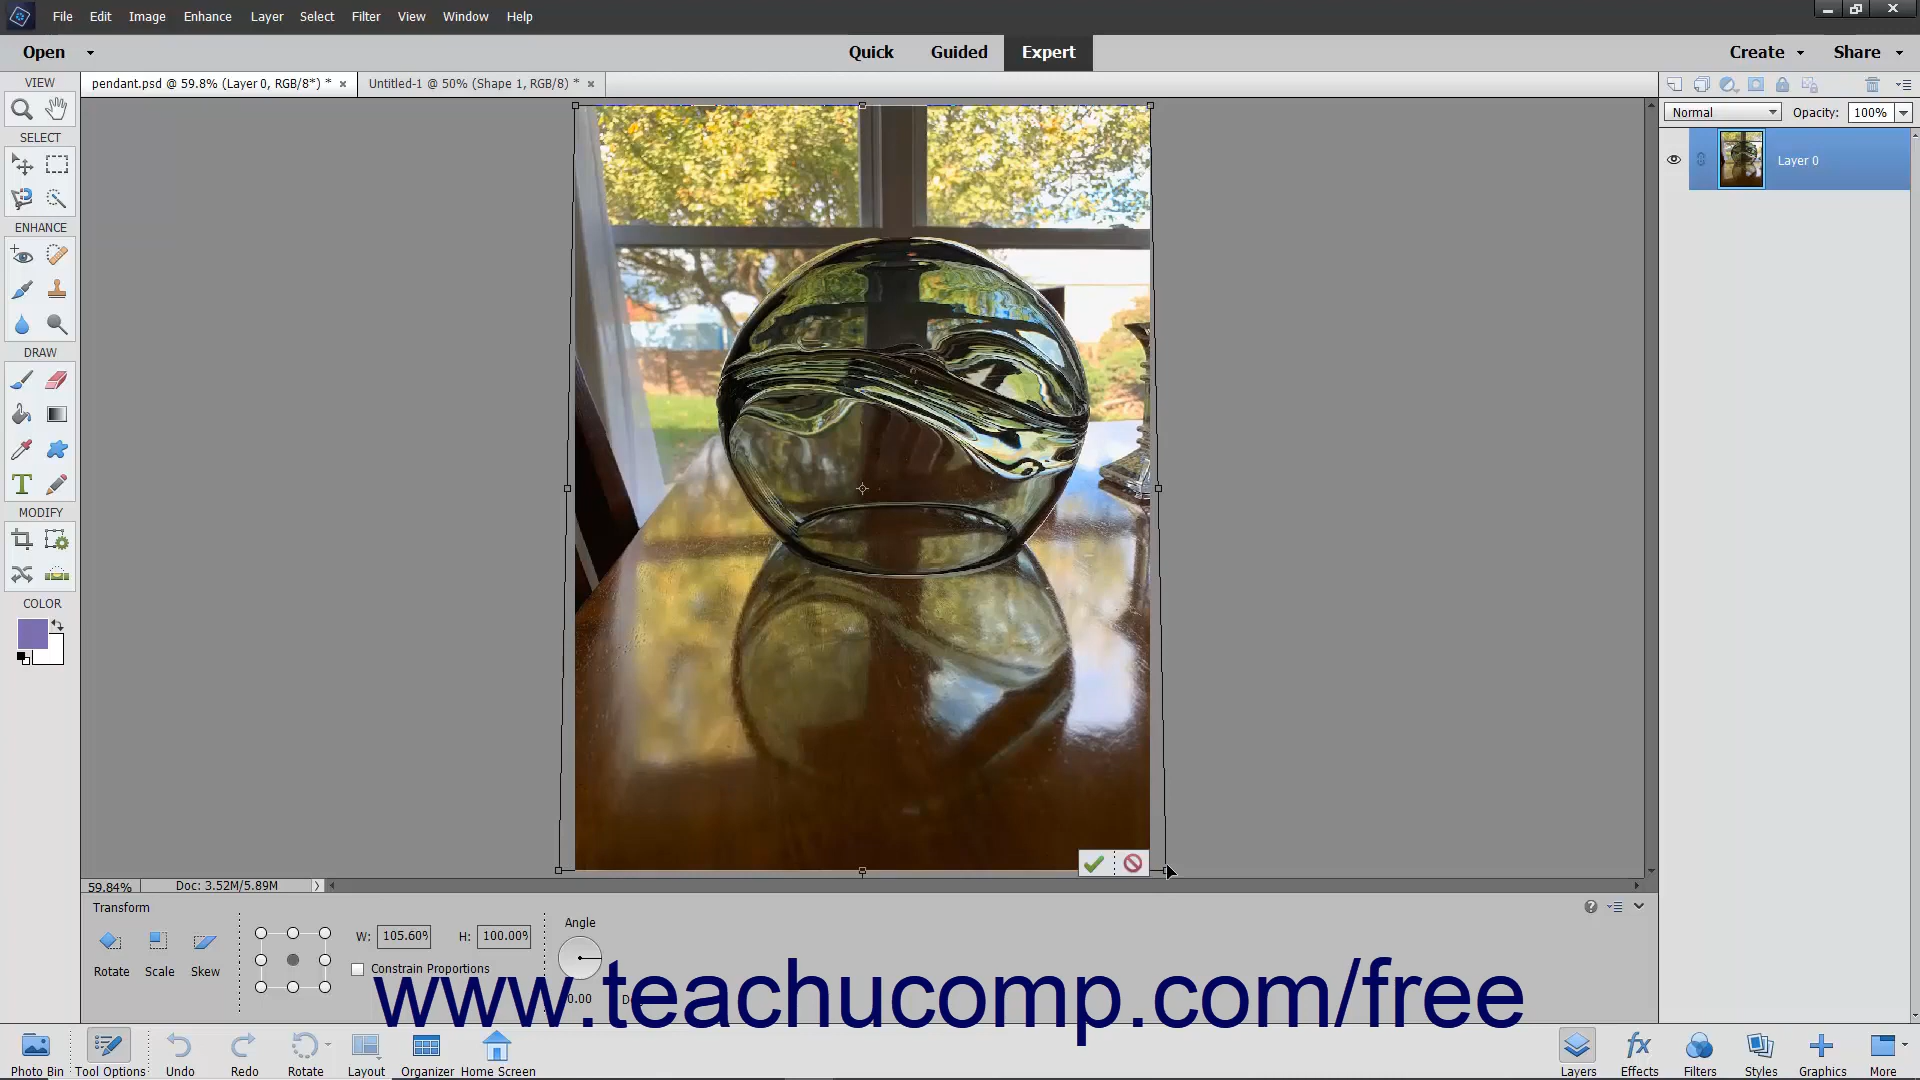 File Edit Image Enhance Layer Select Filter View Window Help
Open Quick Guided Expert Create Share
VIEW
pendant.psd @ 59.8% (Layer 0, RGB/8*) * × Untitled-1 @ 50% (Shape 1, RGB/8) * ×
Normal Opacity: 100%
SELECT
Layer 0
ENHANCE
DRAW
MODIFY
COLOR
59.84% Doc: 3.52M/5.89M
Transform
Angle
W: 105.60% H: 100.00%
Rotate Scale Skew
Constrain Proportions
0.00
www.teachucomp.com/free
Photo Bin Tool Options Undo Redo Rotate Layout Organizer Home Screen Layers Effects Filters Styles Graphics More